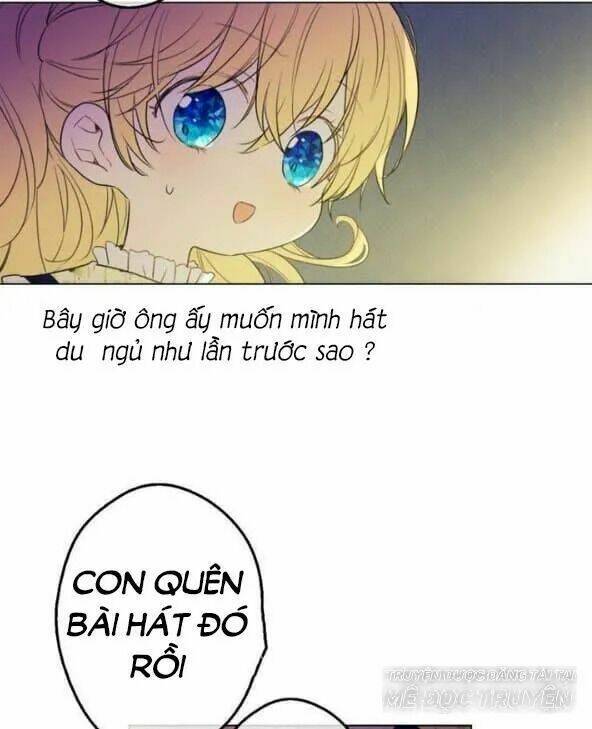 Bây giờ ông ấy muốn mình hát
du ngủ như lần trước sao ?
CON QUÊN
BÀI HÁT ĐÓ
RỒI
TRUYỆN ĐƯỢC ĐĂNG TẢI TẠI
MÊ ĐỌC TRUYỆN